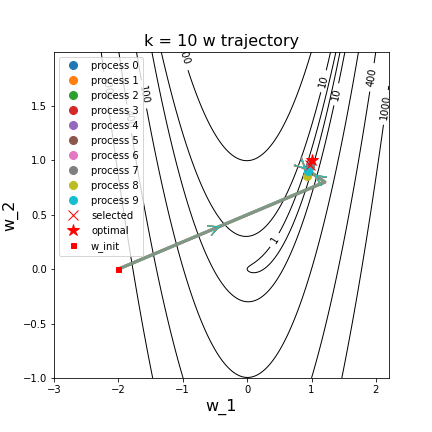 k = 10 w trajectory
process 0
process 1
process 2
process 3
process 4
process 5
process 6
process 7
process 8
process 9
selected
optimal
w_init
100
10
10
400
1000
1
1.5
1.0
0.5
0.0
−0.5
−1.0
−3
−2
−1
0
1
2
w_1
w_2